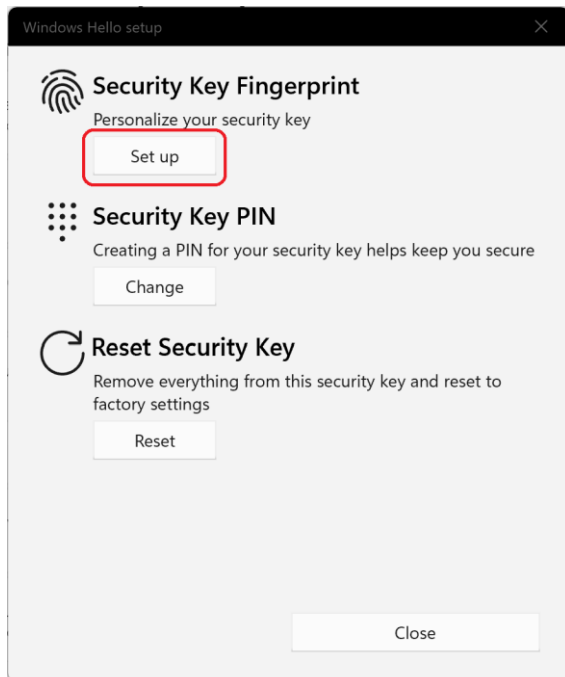 Windows Hello setup
Security Key Fingerprint
Personalize your security key
Set up
Security Key PIN
Creating a PIN for your security key helps keep you secure
Change
Reset Security Key
Remove everything from this security key and reset to
factory settings
Reset
Close